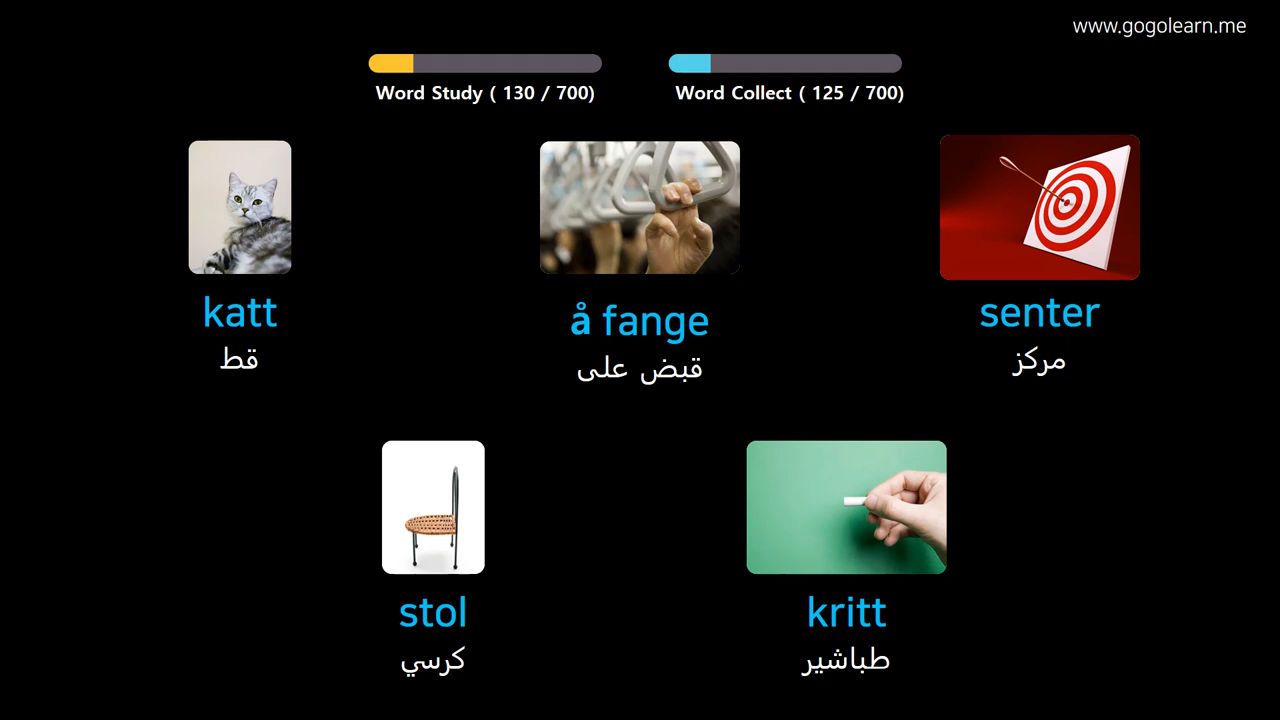 www.gogolearn.me
Word Study ( 130 / 700)
Word Collect ( 125 / 700)
katt
قط
å fange
قبض على
senter
مركز
stol
كرسي
kritt
طباشير